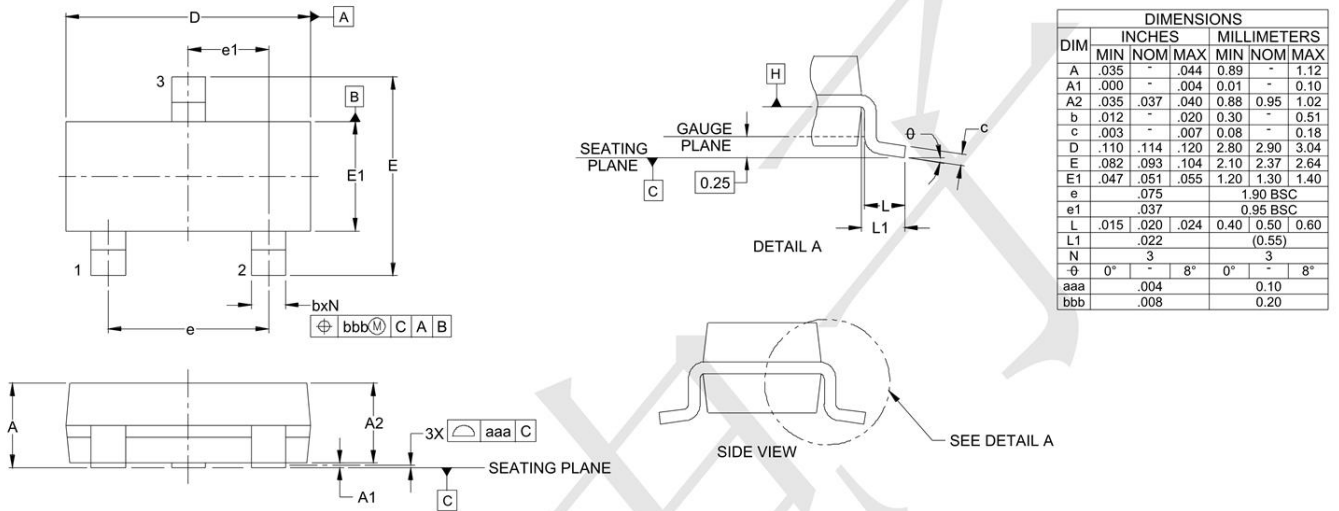 D
A
e1
3
B
E1
E
1
2
bxN
⌖ bbbⓂ C A B
e
H
GAUGE
PLANE
SEATING
PLANE
C
0.25
θ
c
L
L1
DETAIL A
A
A2
3X ⌓ aaa C
SEATING PLANE
A1
C
SIDE VIEW
SEE DETAIL A
DIMENSIONS
DIM INCHES MILLIMETERS
MIN NOM MAX MIN NOM MAX
A .035 - .044 0.89 - 1.12
A1 .000 - .004 0.01 - 0.10
A2 .035 .037 .040 0.88 0.95 1.02
b .012 - .020 0.30 - 0.51
c .003 - .007 0.08 - 0.18
D .110 .114 .120 2.80 2.90 3.04
E .082 .093 .104 2.10 2.37 2.64
E1 .047 .051 .055 1.20 1.30 1.40
e .075 1.90 BSC
e1 .037 0.95 BSC
L .015 .020 .024 0.40 0.50 0.60
L1 .022 (0.55)
N 3 3
θ 0° - 8° 0° - 8°
aaa .004 0.10
bbb .008 0.20